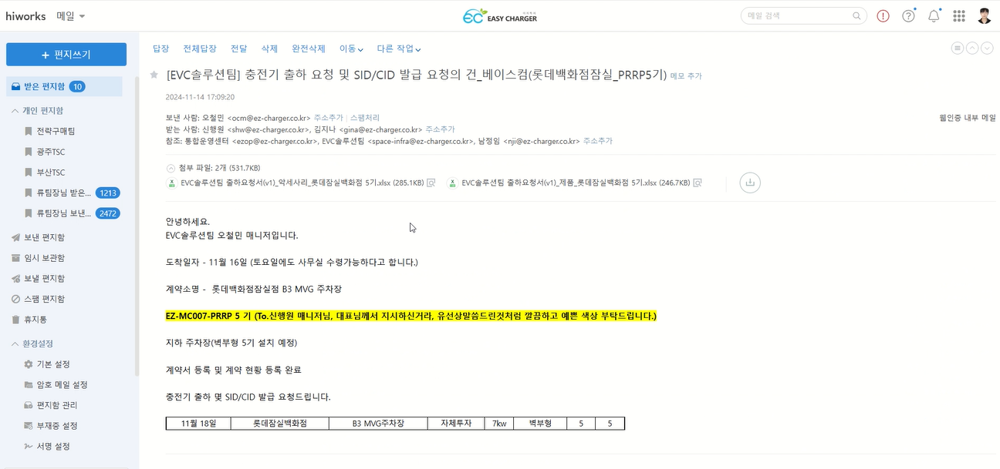 hiworks 메일
EC 이지차저 EASY CHARGER
메일 검색
편지쓰기
받은 편지함 10
개인 편지함
전략구매팀
광주TSC
부산TSC
류팀장님 받은... 1213
류팀장님 보낸... 2472
보낸 편지함
임시 보관함
보낼 편지함
스팸 편지함
휴지통
환경설정
기본 설정
암호 메일 설정
편지함 관리
부재중 설정
서명 설정
답장 전체답장 전달 삭제 완전삭제 이동 다른 작업
[EVC솔루션팀] 충전기 출하 요청 및 SID/CID 발급 요청의 건_베이스컴(롯데백화점잠실_PRRP5기) 메모 추가
2024-11-14 17:09:20
보낸 사람: 오철민 <ocm@ez-charger.co.kr> 주소추가 | 스팸처리
웹인증 내부 메일
받는 사람: 신행원 <shw@ez-charger.co.kr>, 김지나 <gina@ez-charger.co.kr> 주소추가
참조: 통합운영센터 <ezop@ez-charger.co.kr>, EVC솔루션팀 <space-infra@ez-charger.co.kr>, 남정임 <nji@ez-charger.co.kr> 주소추가
첨부 파일: 2개 (531.7KB)
EVC솔루션팀 출하요청서(v1)_악세사리_롯데잠실백화점 5기.xlsx (285.1KB) EVC솔루션팀 출하요청서(v1)_제품_롯데잠실백화점 5기.xlsx (246.7KB)
안녕하세요.
EVC솔루션팀 오철민 매니저입니다.
도착일자 - 11월 16일 (토요일에도 사무실 수령가능하다고 합니다.)
계약소명 - 롯데백화점잠실점 B3 MVG 주차장
EZ-MC007-PRRP 5 기 (To.신행원 매니저님, 대표님께서 지시하신거라, 유선상말씀드린것처럼 깔끔하고 예쁜 색상 부탁드립니다.)
지하 주차장(벽부형 5기 설치 예정)
계약서 등록 및 계약 현황 등록 완료
충전기 출하 몇 SID/CID 발급 요청드립니다.
11월 18일 롯데잠실백화점 B3 MVG주차장 자체투자 7kw 벽부형 5 5